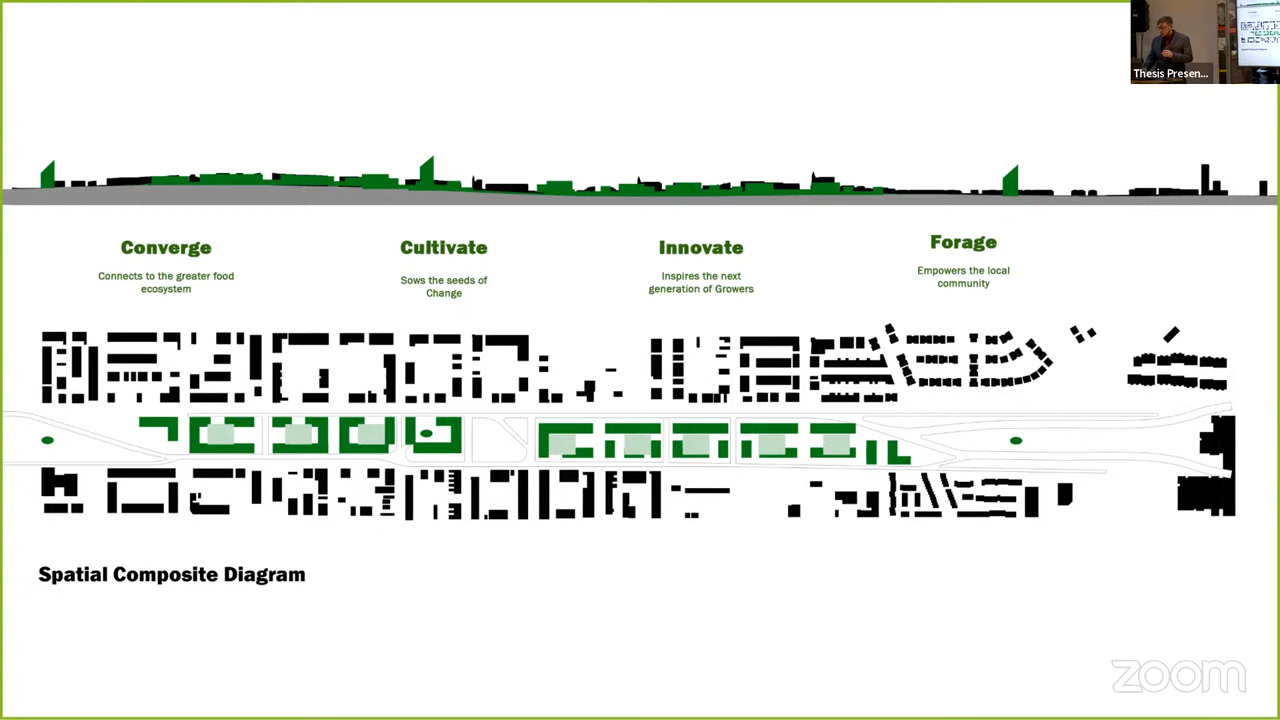 Thesis Presen...
Converge
Connects to the greater food
ecosystem
Cultivate
Sows the seeds of
Change
Innovate
Inspires the next
generation of Growers
Forage
Empowers the local
community
Spatial Composite Diagram
zoom